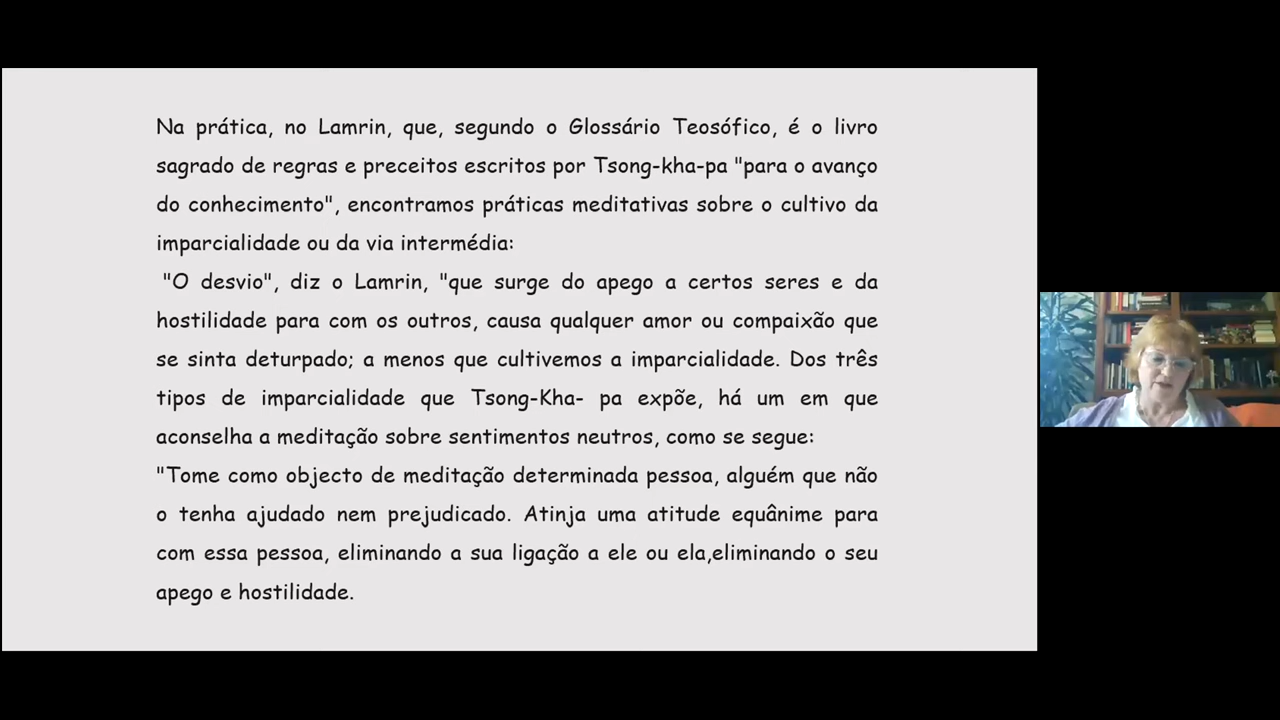 Na prática, no Lamrin, que, segundo o Glossário Teosófico, é o livro
sagrado de regras e preceitos escritos por Tsong-kha-pa "para o avanço
do conhecimento", encontramos práticas meditativas sobre o cultivo da
imparcialidade ou da via intermédia:
"O desvio", diz o Lamrin, "que surge do apego a certos seres e da
hostilidade para com os outros, causa qualquer amor ou compaixão que
se sinta deturpado; a menos que cultivemos a imparcialidade. Dos três
tipos de imparcialidade que Tsong-Kha- pa expõe, há um em que
aconselha a meditação sobre sentimentos neutros, como se segue:
"Tome como objecto de meditação determinada pessoa, alguém que não
o tenha ajudado nem prejudicado. Atinja uma atitude equânime para
com essa pessoa, eliminando a sua ligação a ele ou ela,eliminando o seu
apego e hostilidade.